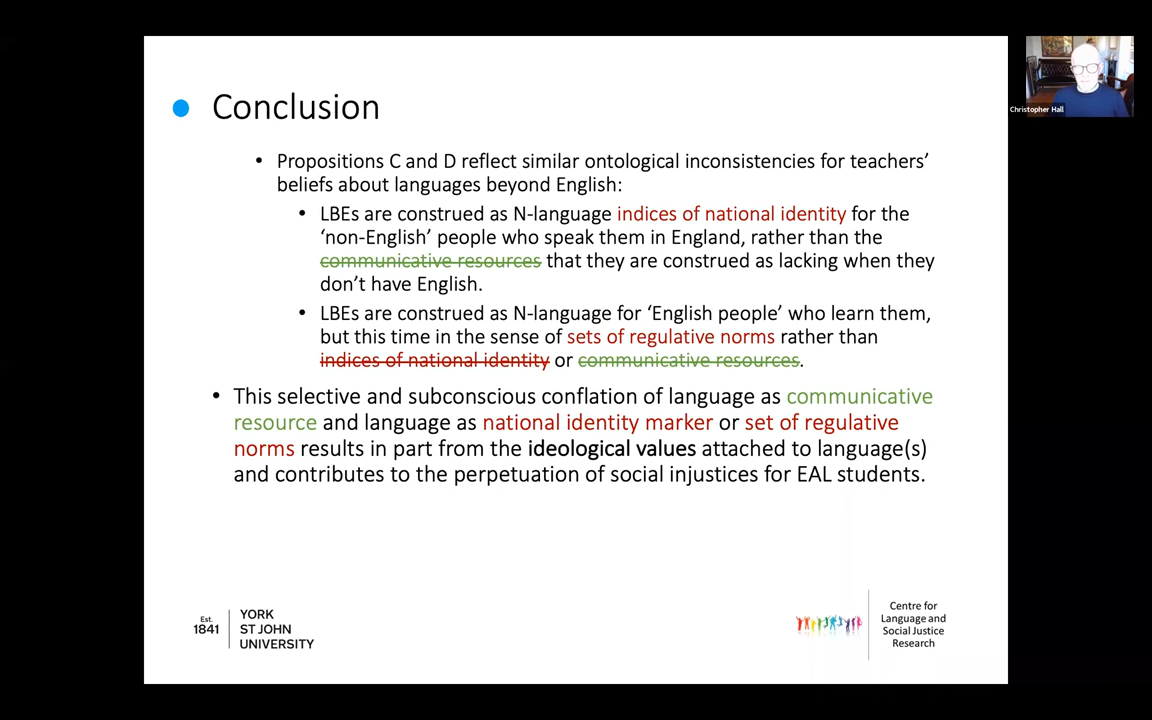 Conclusion
• Propositions C and D reflect similar ontological inconsistencies for teachers’
beliefs about languages beyond English:
• LBEs are construed as N-language indices of national identity for the
‘non-English’ people who speak them in England, rather than the
communicative resources that they are construed as lacking when they
don’t have English.
• LBEs are construed as N-language for ‘English people’ who learn them,
but this time in the sense of sets of regulative norms rather than
indices of national identity or communicative resources.
• This selective and subconscious conflation of language as communicative
resource and language as national identity marker or set of regulative
norms results in part from the ideological values attached to language(s)
and contributes to the perpetuation of social injustices for EAL students.
Est.
1841
YORK
ST JOHN
UNIVERSITY
Centre for
Language and
Social Justice
Research
Christopher Hall